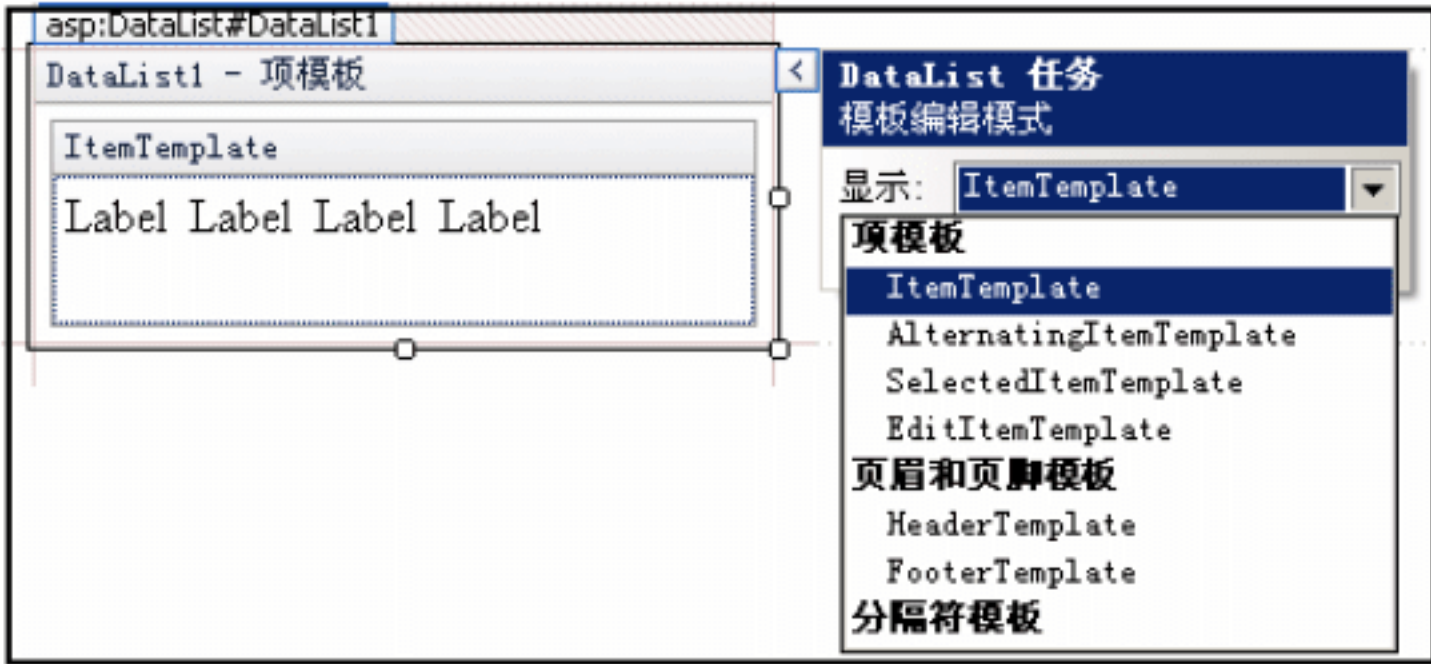 asp:DataList#DataList1
DataList1 - 项模板
ItemTemplate
Label Label Label Label
<
DataList 任务
模板编辑模式
显示: ItemTemplate
项模板
ItemTemplate
AlternatingItemTemplate
SelectedItemTemplate
EditItemTemplate
页眉和页脚模板
HeaderTemplate
FooterTemplate
分隔符模板